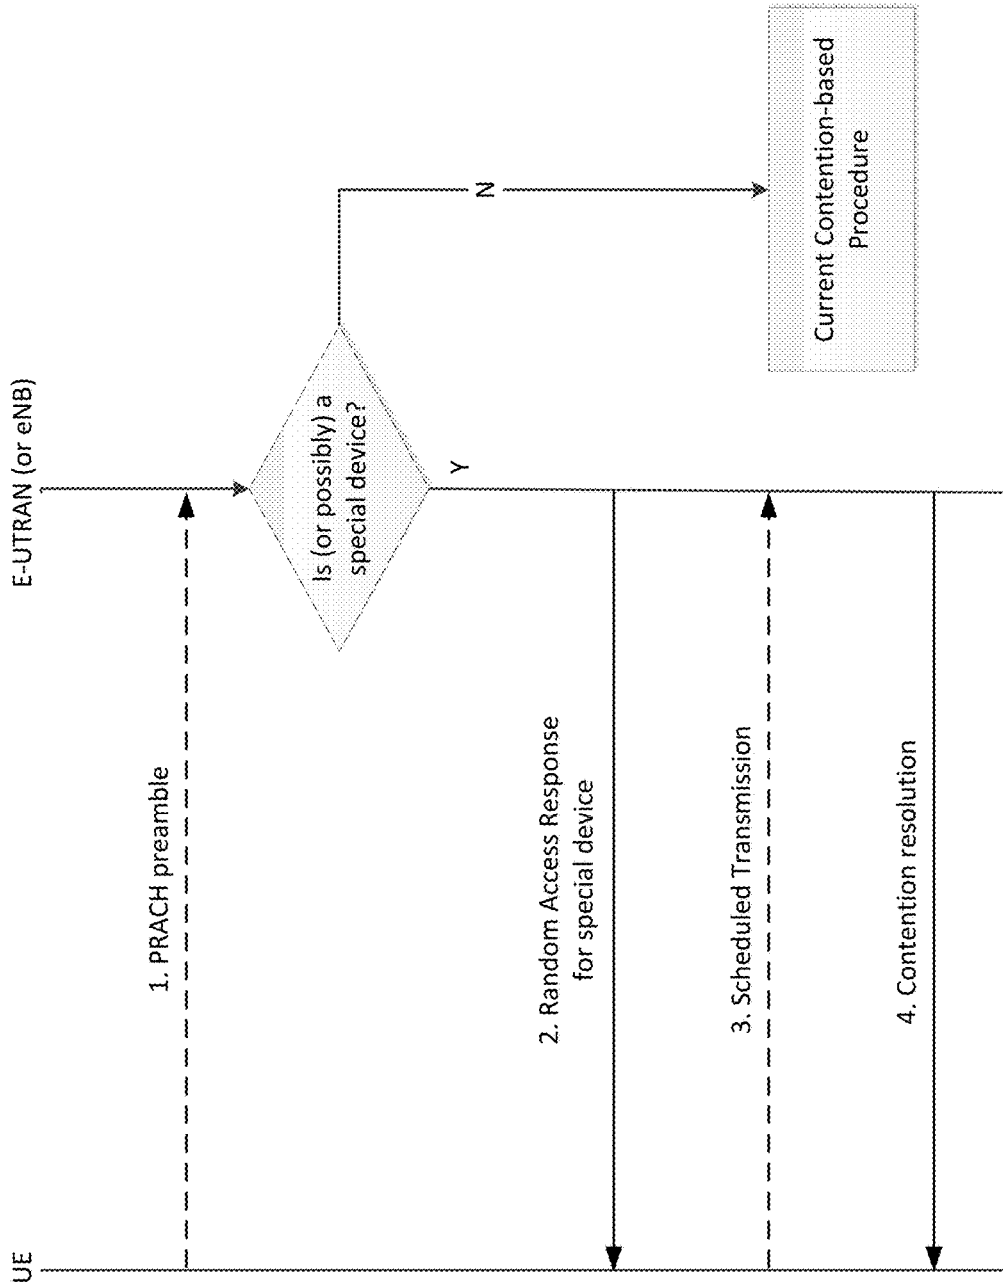 UE
E-UTRAN (or eNB)
1. PRACH preamble
Is (or possibly) a
special device?
N
Y
2. Random Access Response
for special device
3. Scheduled Transmission
Current Contention-based
Procedure
4. Contention resolution